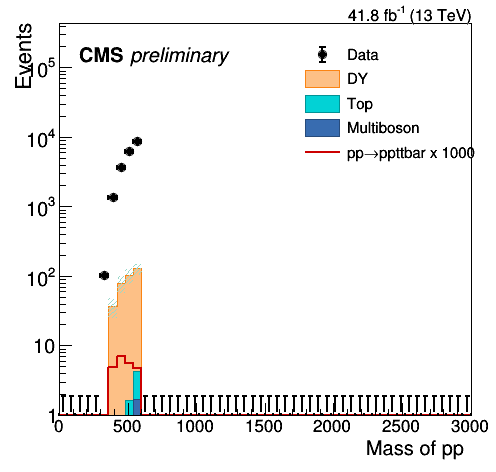 41.8 fb⁻¹ (13 TeV)
Events
CMS preliminary
Data
DY
Top
Multiboson
pp→ppttbar x 1000
10⁵
10⁴
10³
10²
10
1
0 500 1000 1500 2000 2500 3000
Mass of pp